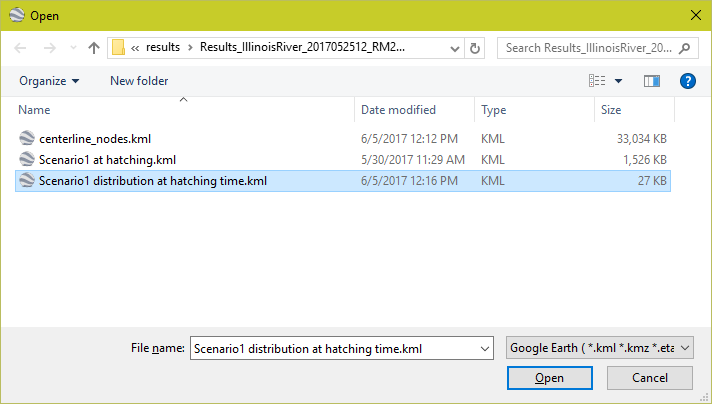 Open
« results › Results_IllinoisRiver_2017052512_RM2... Search Results_IllinoisRiver_20...
Organize New folder ?
Name Date modified Type Size
centerline_nodes.kml 6/5/2017 12:12 PM KML 33,034 KB
Scenario1 at hatching.kml 5/30/2017 11:29 AM KML 1,526 KB
Scenario1 distribution at hatching time.kml 6/5/2017 12:16 PM KML 27 KB
File name: Scenario1 distribution at hatching time.kml Google Earth ( *.kml *.kmz *.eta
Open Cancel